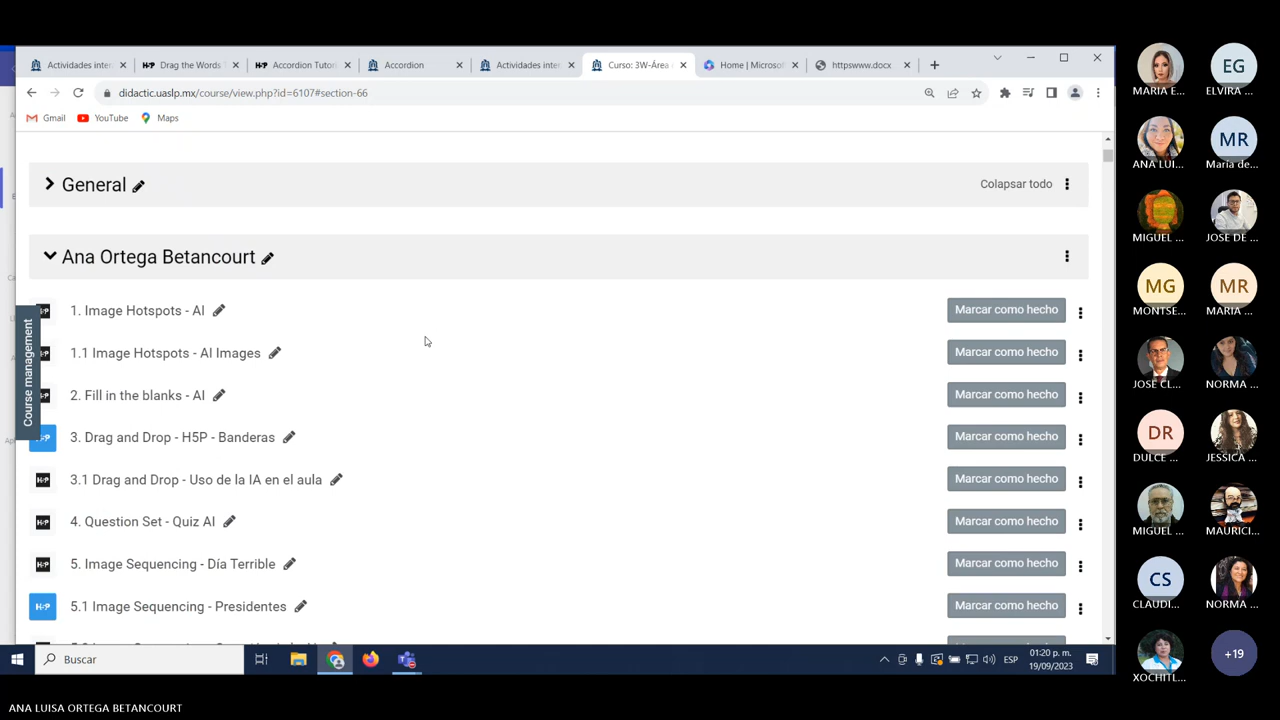 Actividades inter
Drag the Words
Accordion Tutor
Accordion
Actividades inter
Curso: 3W-Área
Home | Microsof
httpswww.docx
didactic.uaslp.mx/course/view.php?id=6107#section-66
Gmail
YouTube
Maps
General
Colapsar todo
Ana Ortega Betancourt
1. Image Hotspots - AI
Marcar como hecho
1.1 Image Hotspots - AI Images
Marcar como hecho
2. Fill in the blanks - AI
Marcar como hecho
3. Drag and Drop - H5P - Banderas
Marcar como hecho
3.1 Drag and Drop - Uso de la IA en el aula
Marcar como hecho
4. Question Set - Quiz AI
Marcar como hecho
5. Image Sequencing - Día Terrible
Marcar como hecho
5.1 Image Sequencing - Presidentes
Marcar como hecho
Course management
Buscar
ESP
01:20 p. m.
19/09/2023
MARIA E...
EG
ELVIRA ...
ANA LUI...
MR
María de...
MIGUEL ...
JOSE DE ...
MG
MONTSE...
MR
MARIA ...
JOSE CL...
NORMA ...
DR
DULCE ...
JESSICA ...
MIGUEL ...
MAURICI...
CS
CLAUDI...
NORMA ...
XOCHITL...
+19
ANA LUISA ORTEGA BETANCOURT